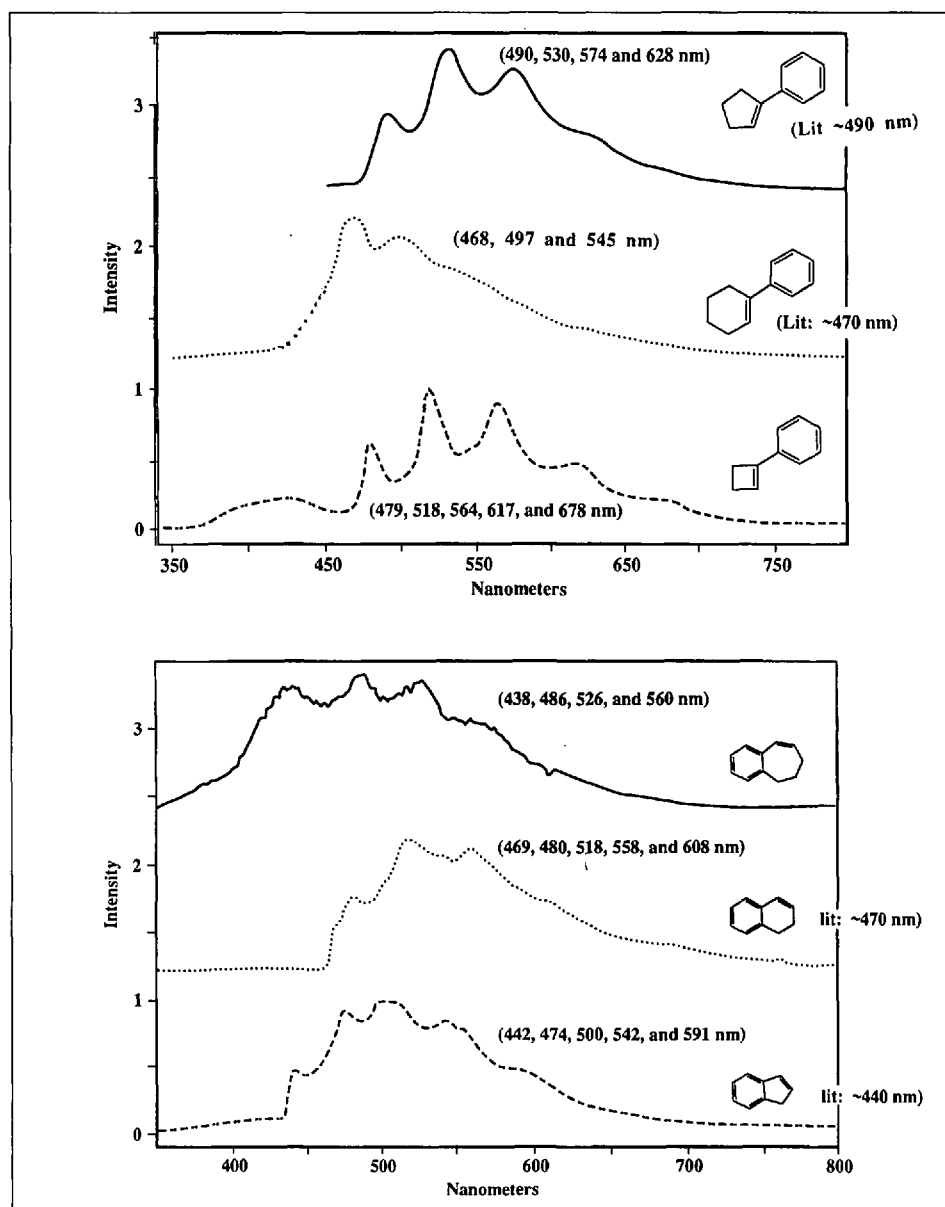 (490, 530, 574 and 628 nm)
3
(Lit ~490 nm)
2
(468, 497 and 545 nm)
Intensity
(Lit: ~470 nm)
1
(479, 518, 564, 617, and 678 nm)
0
350
450
550
650
750
Nanometers
(438, 486, 526, and 560 nm)
3
(469, 480, 518, 558, and 608 nm)
2
Intensity
lit: ~470 nm)
1
(442, 474, 500, 542, and 591 nm)
lit: ~440 nm)
0
400
500
600
700
800
Nanometers